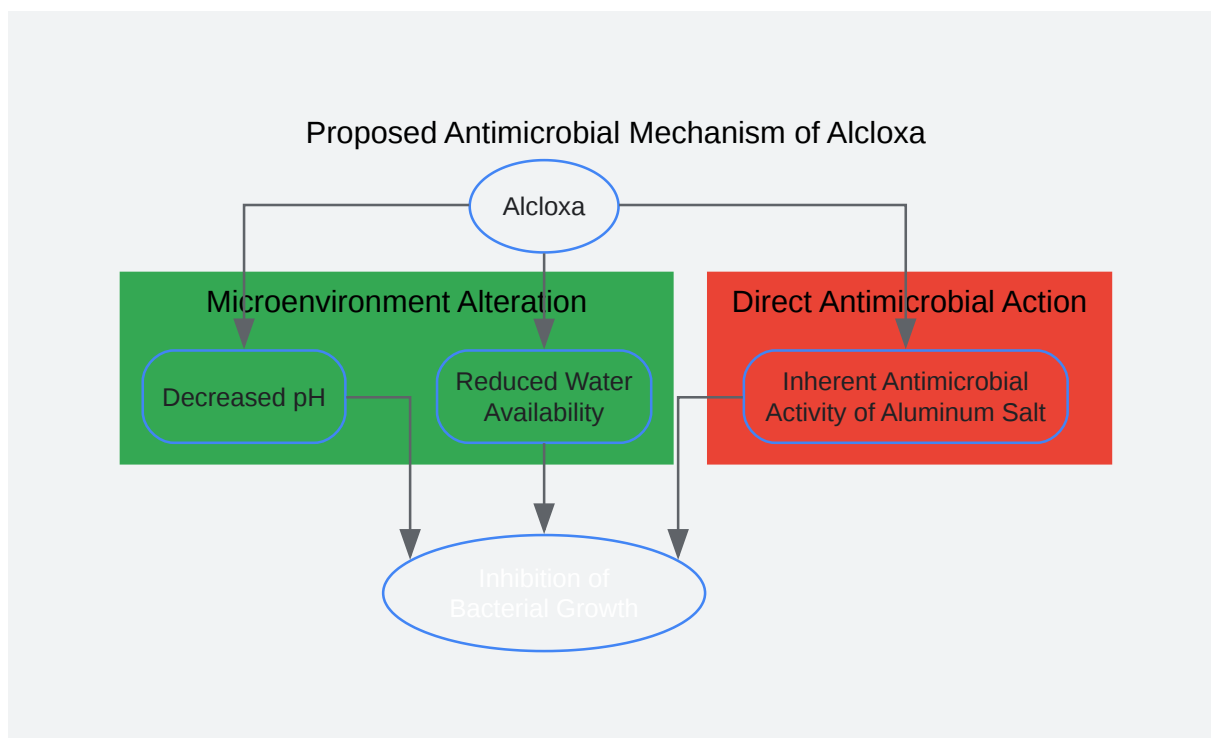 Proposed Antimicrobial Mechanism of Alcloxa
Alcloxa
Microenvironment Alteration
Direct Antimicrobial Action
Decreased pH
Reduced Water
Availability
Inherent Antimicrobial
Activity of Aluminum Salt
Inhibition of
Bacterial Growth